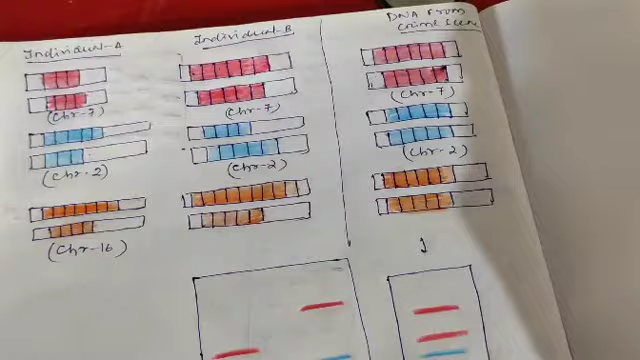 Individual-A
(Chr-7)
(Chr-2)
(Chr-16)
Individual-B
(Chr-7)
(Chr-2)
DNA From
Crime Scene
(Chr-7)
(Chr-2)